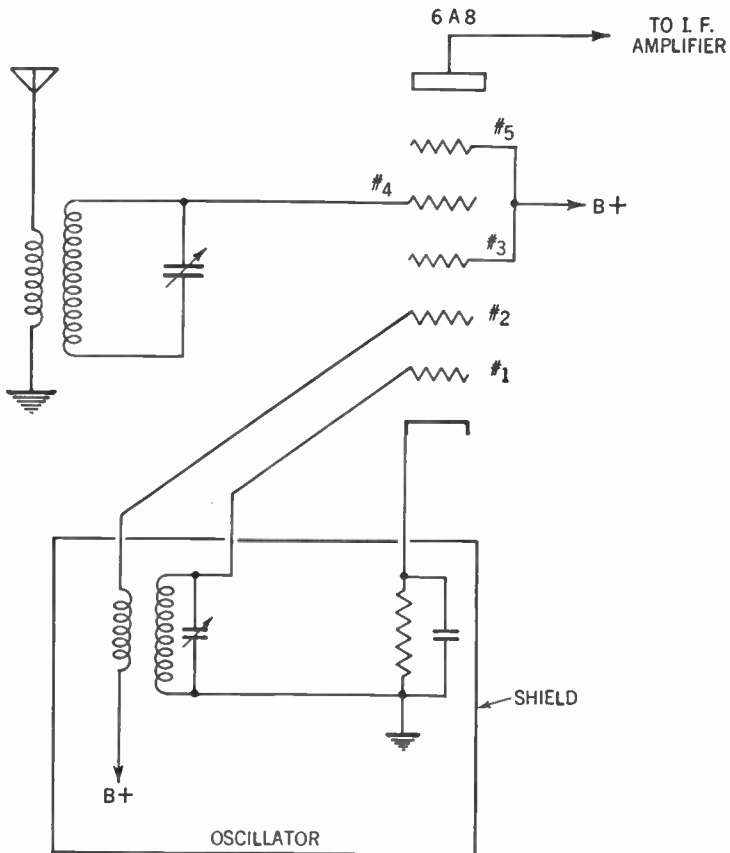 6A8
TO I. F.
AMPLIFIER
#5
#4
B+
#3
#2
#1
SHIELD
B+
OSCILLATOR